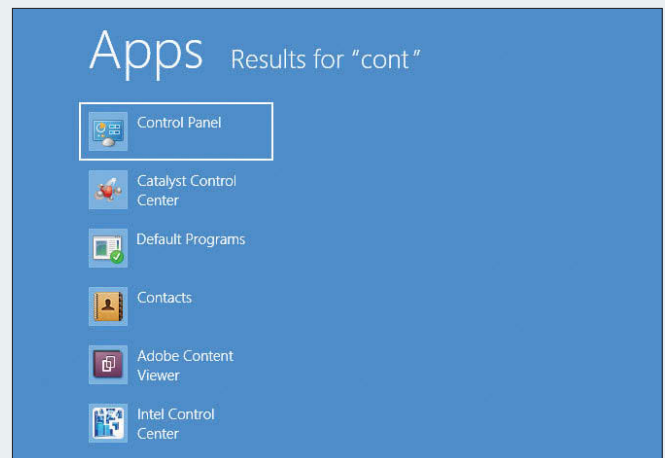 Apps Results for "cont"
Control Panel
Catalyst Control
Center
Default Programs
Contacts
Adobe Content
Viewer
Intel Control
Center